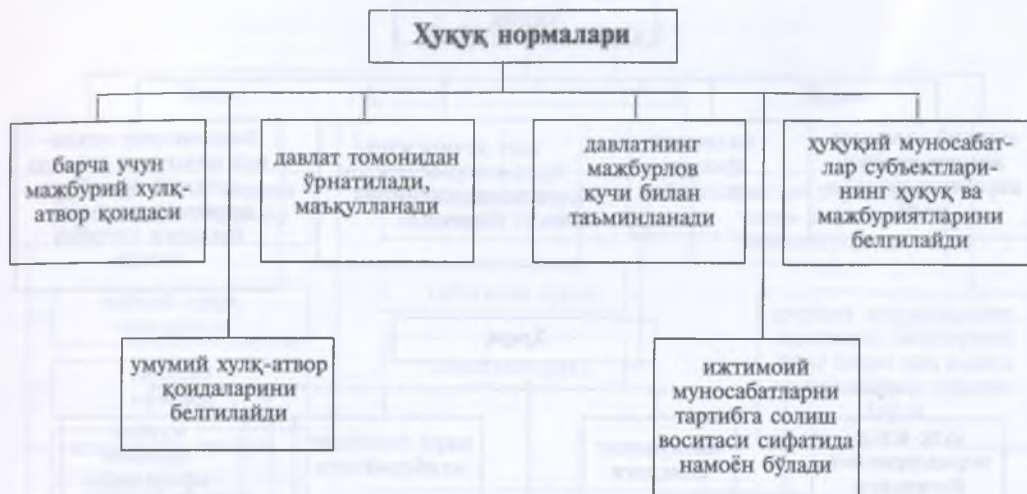 Ҳуқуқ нормалари
барча учун
мажбурий хулқ-
атвор қоидаси
давлат томонидан
ўрнатилади,
маъқулланади
давлатнинг
мажбурлов
кучи билан
таъминланади
ҳуқуқий муносабат-
лар субъектлари-
нинг ҳуқуқ ва
мажбуриятларини
белгилайди
умумий хулқ-атвор
қоидаларини
белгилайди
ижтимоий
муносабатларни
тартибга солиш
воситаси сифатида
намоён бўлади